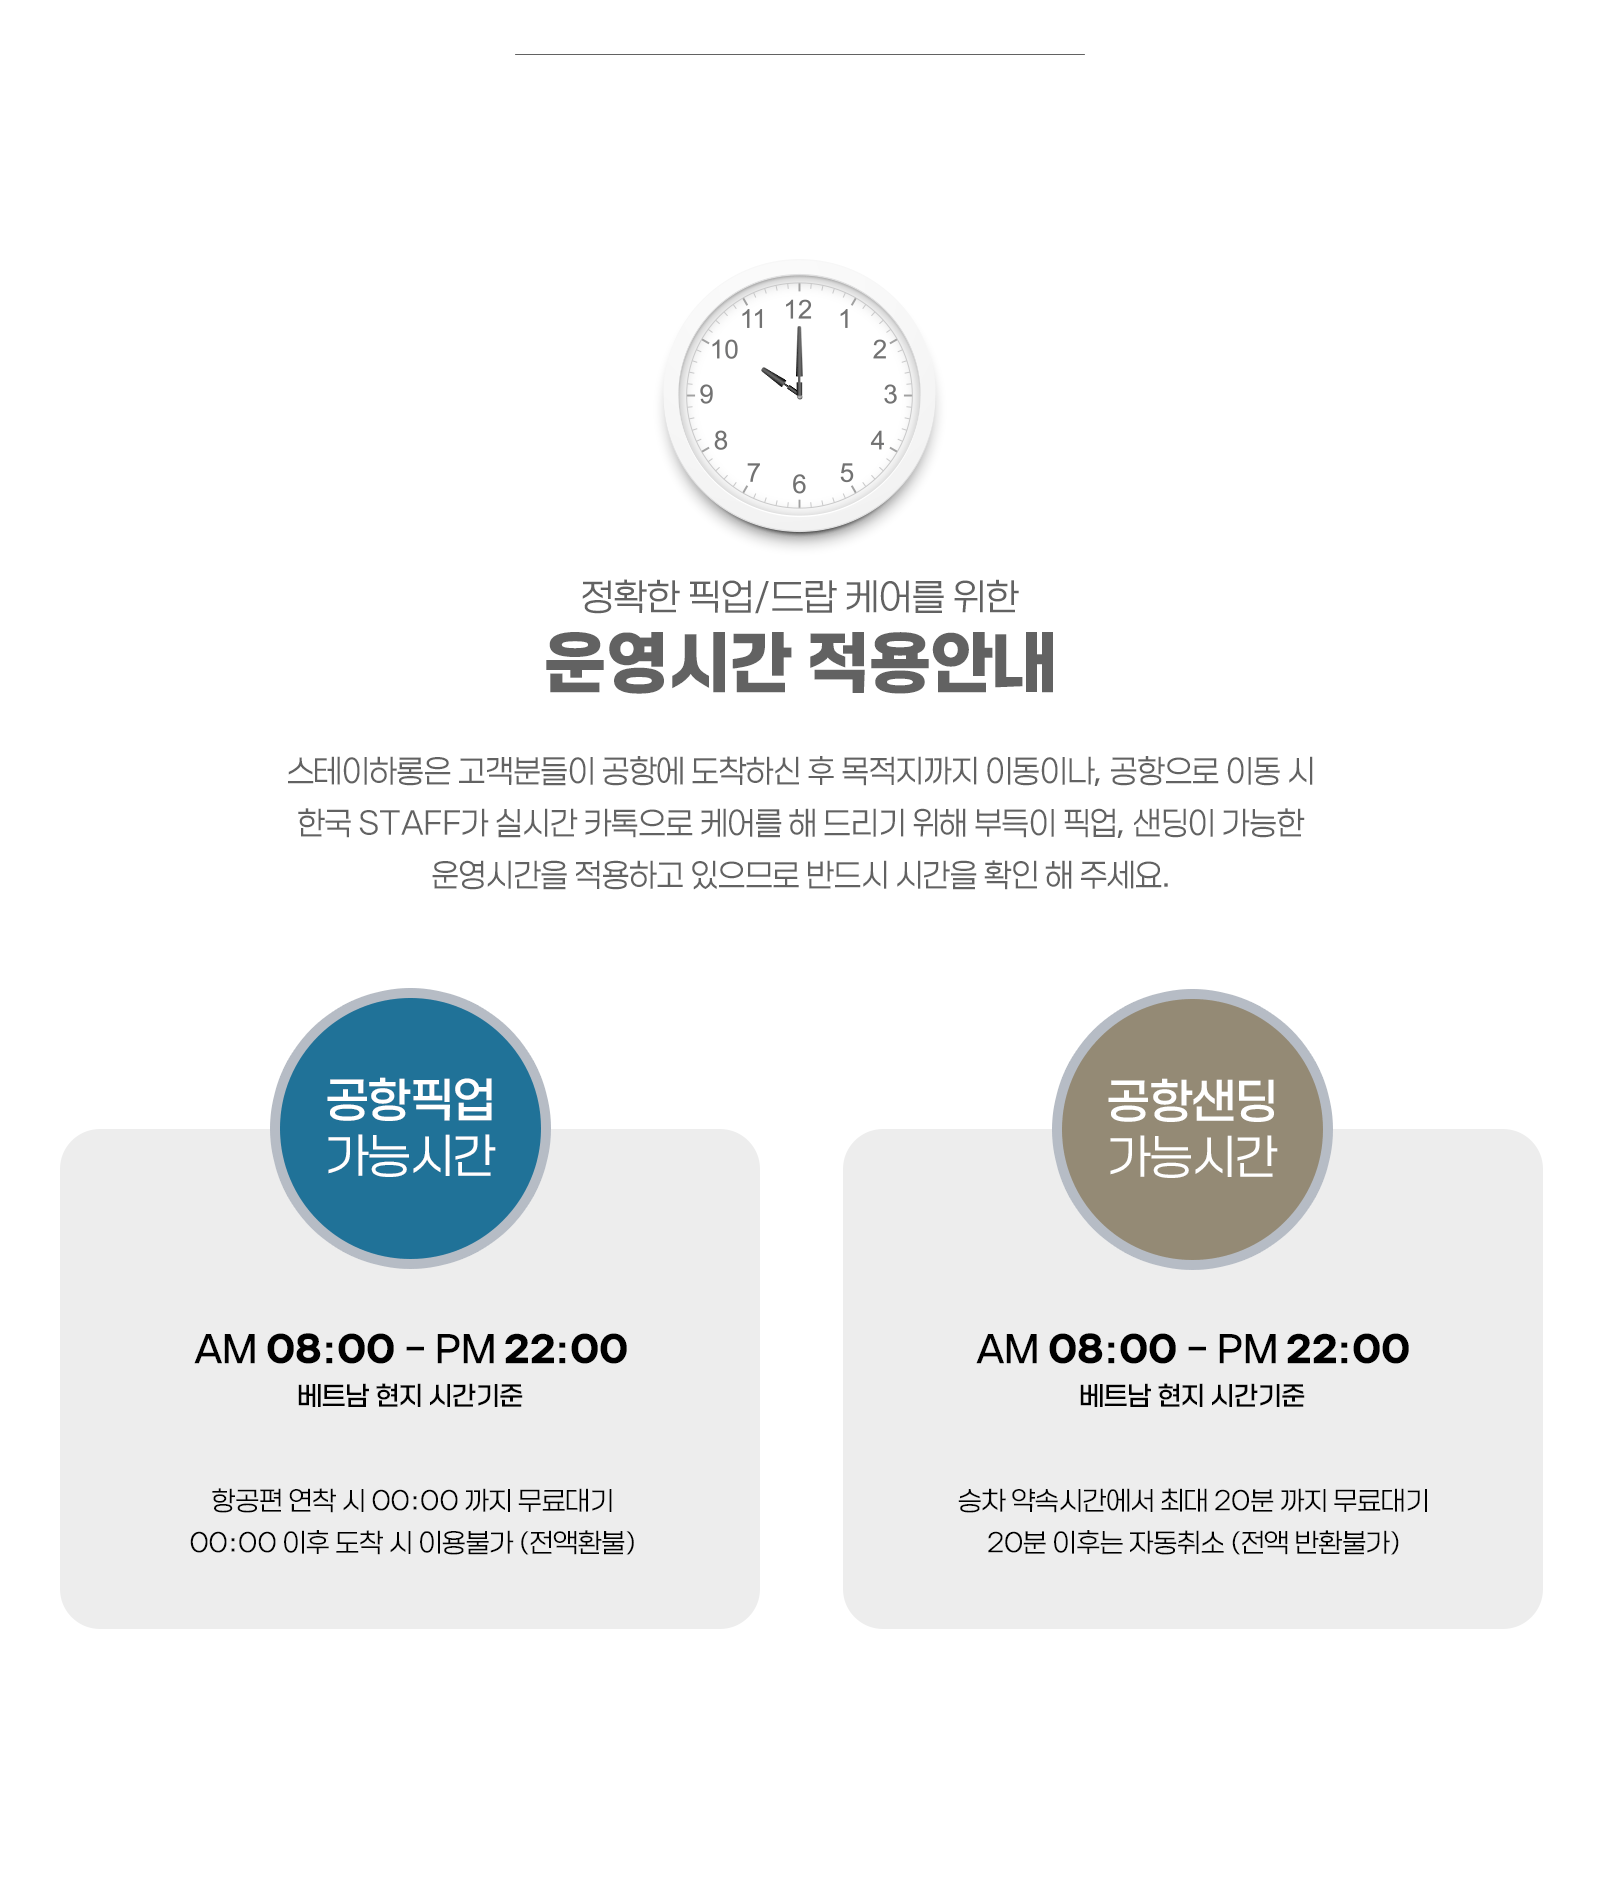 12
11
1
10
2
9
3
8
4
7
5
6
정확한 픽업/드랍 케어를 위한
운영시간 적용안내
스테이하롱은 고객분들이 공항에 도착하신 후 목적지까지 이동이나, 공항으로 이동 시
한국 STAFF가 실시간 카톡으로 케어를 해 드리기 위해 부득이 픽업, 샌딩이 가능한
운영시간을 적용하고 있으므로 반드시 시간을 확인 해 주세요.
공항픽업
가능시간
AM 08:00 - PM 22:00
베트남 현지 시간기준
항공편 연착 시 00:00 까지 무료대기
00:00 이후 도착 시 이용불가 (전액환불)
공항샌딩
가능시간
AM 08:00 - PM 22:00
베트남 현지 시간기준
승차 약속시간에서 최대 20분 까지 무료대기
20분 이후는 자동취소 (전액 반환불가)